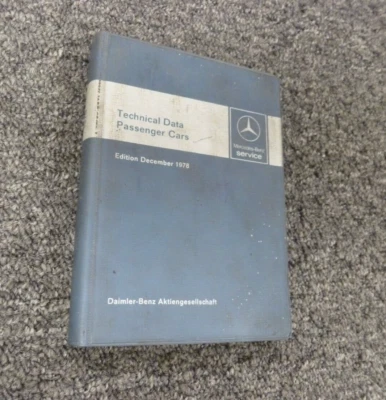 Technical Data
Passenger Cars
Mercedes-Benz
service
Edition December 1978
Daimler-Benz Aktiengesellschaft